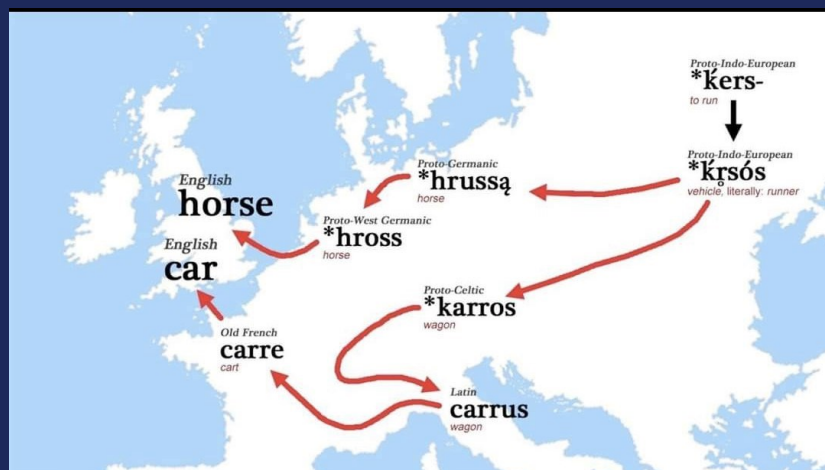 Proto-Indo-European
*ḱers-
to run
Proto-Indo-European
*ḱr̥sós
vehicle, literally: runner
Proto-Germanic
*hrussą
horse
Proto-West Germanic
*hross
horse
English
horse
Proto-Celtic
*karros
wagon
Latin
carrus
wagon
Old French
carre
cart
English
car